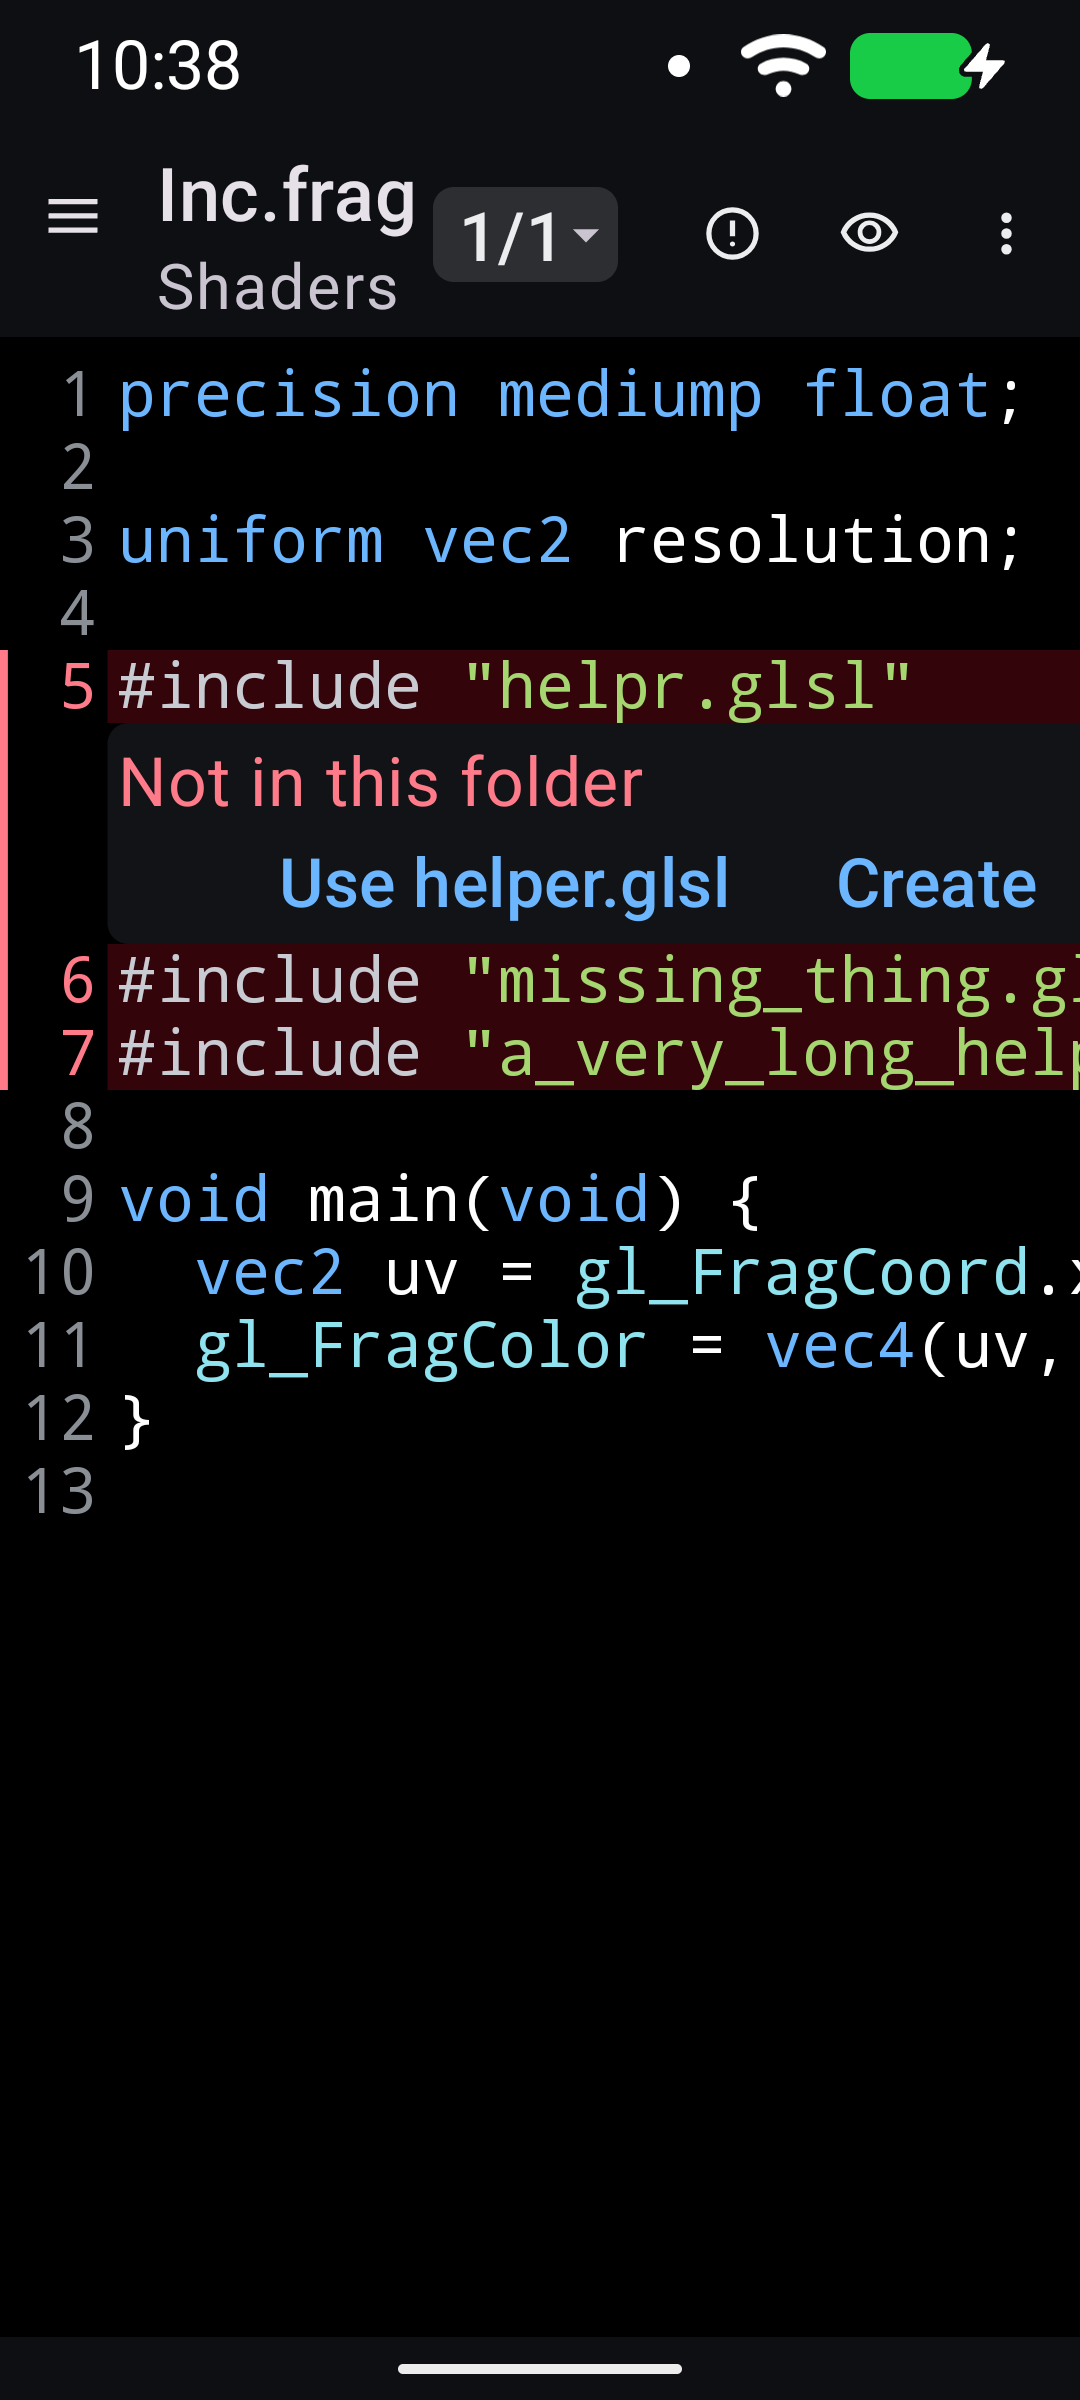 10:38
Inc.frag
Shaders
1/1
1 precision mediump float;
2
3 uniform vec2 resolution;
4
5 #include "helpr.glsl"
Not in this folder
Use helper.glsl Create
6 #include "missing_thing.gl
7 #include "a_very_long_help
8
9 void main(void) {
10   vec2 uv = gl_FragCoord.x
11   gl_FragColor = vec4(uv,
12 }
13